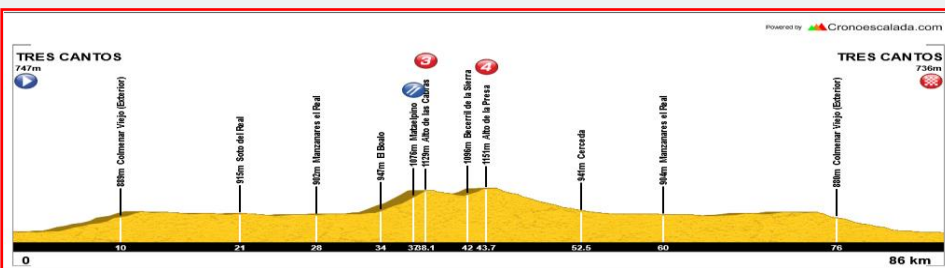 Powered by Cronoescalada.com
TRES CANTOS
747m
TRES CANTOS
736m
889m Colmenar Viejo (Exterior)
915m Soto del Real
902m Manzanares el Real
947m El Boalo
1076m Mataelpino
3
1129m Alto de las Cabras
1096m Becerril de la Sierra
4
1151m Alto de la Presa
941m Cerceda
904m Manzanares el Real
880m Colmenar Viejo (Exterior)
10 21 28 34 37 38.1 42 43.7 52.5 60 76
0 86 km